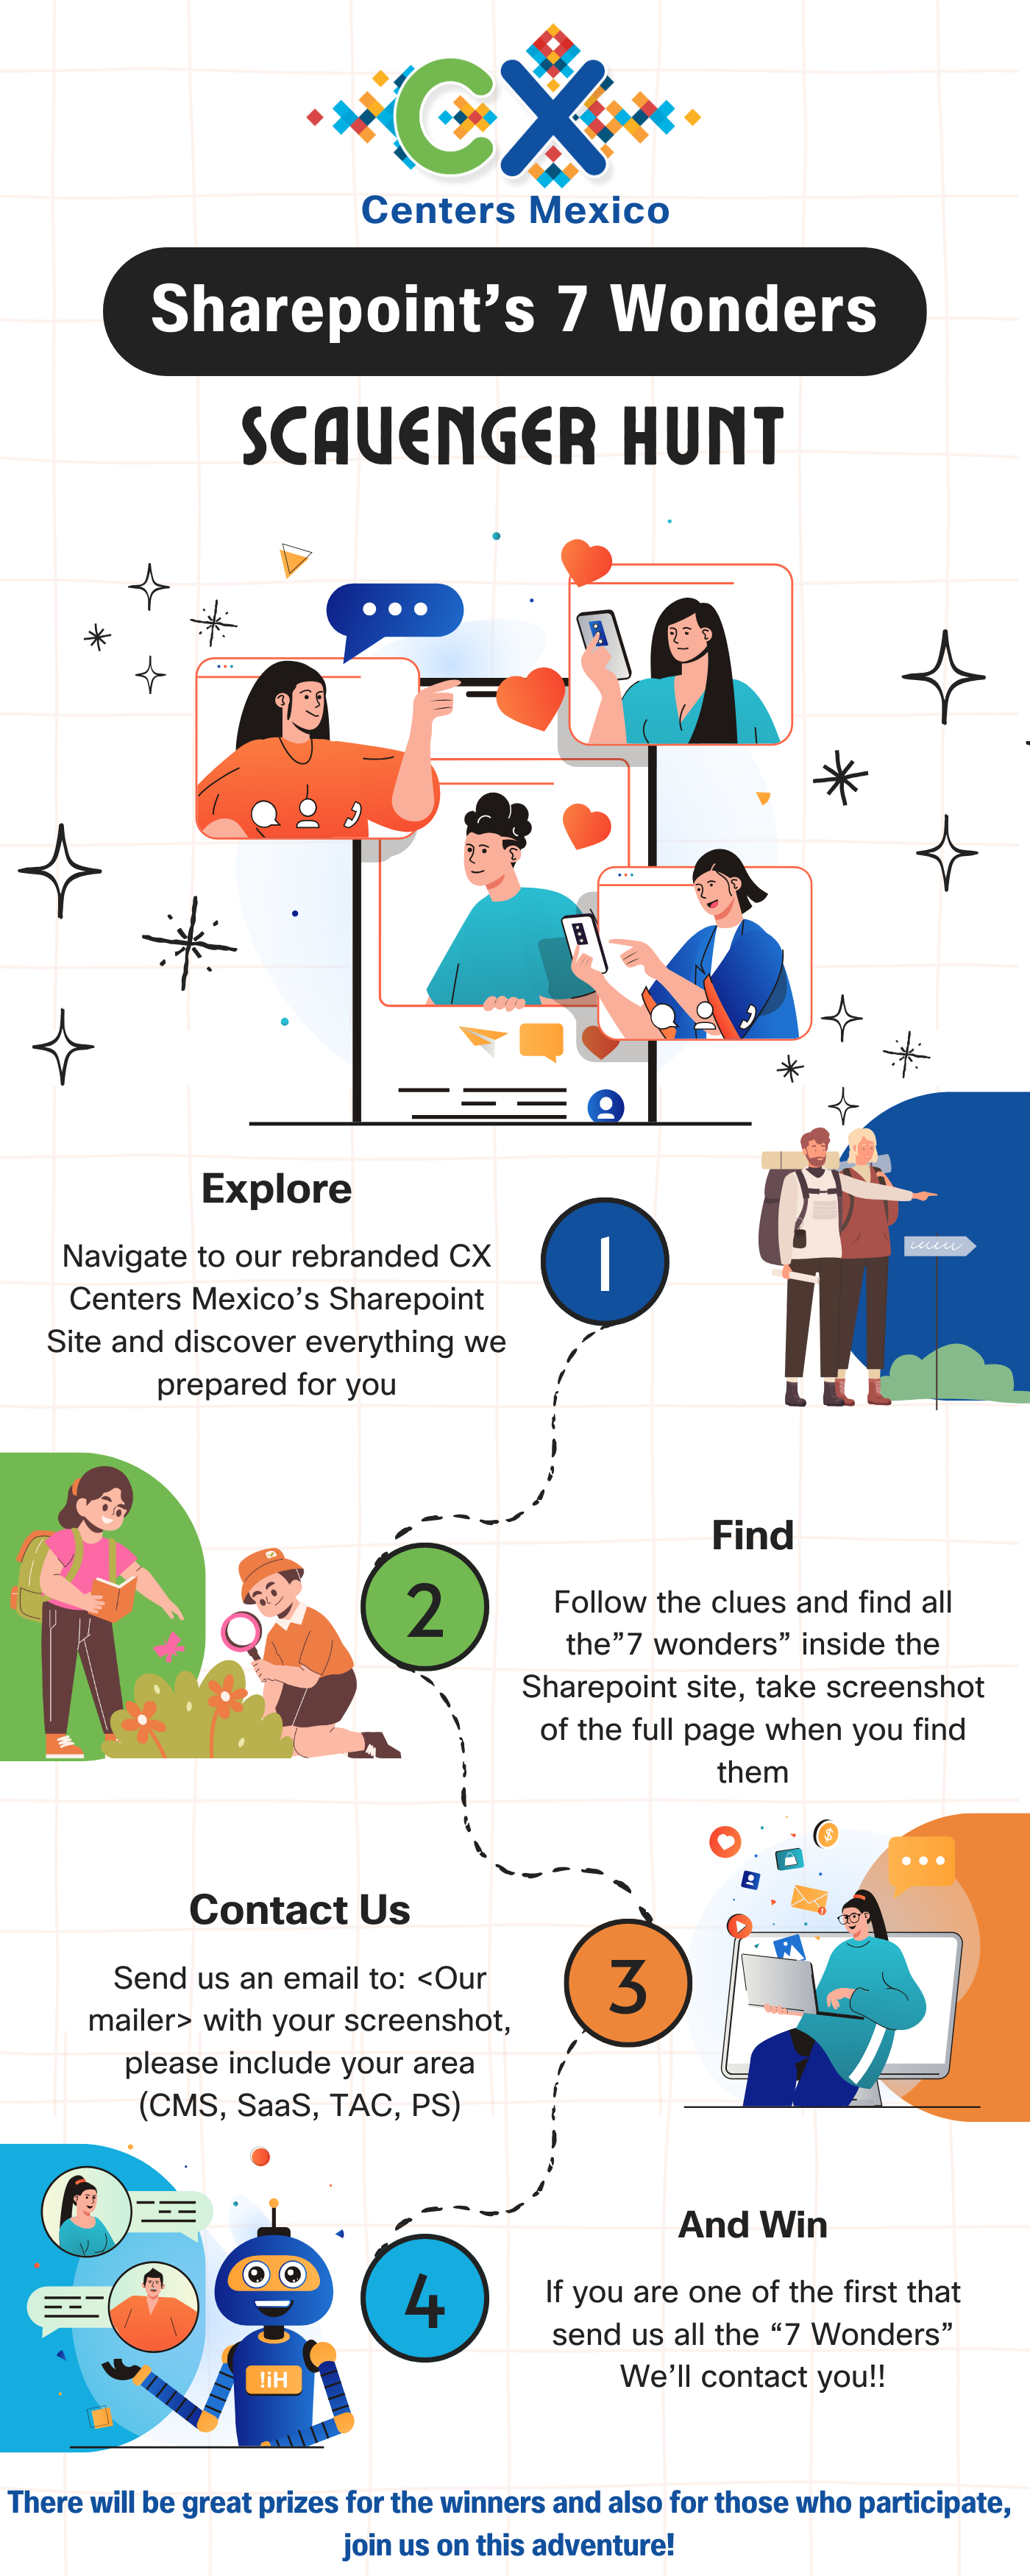 CX
Centers Mexico
Sharepoint’s 7 Wonders
SCAVENGER HUNT
Explore
1
Navigate to our rebranded CX
Centers Mexico’s Sharepoint
Site and discover everything we
prepared for you
2
Find
Follow the clues and find all
the”7 wonders” inside the
Sharepoint site, take screenshot
of the full page when you find
them
Contact Us
3
Send us an email to: <Our
mailer> with your screenshot,
please include your area
(CMS, SaaS, TAC, PS)
4
And Win
If you are one of the first that
send us all the “7 Wonders”
We’ll contact you!!
!iH
There will be great prizes for the winners and also for those who participate,
join us on this adventure!